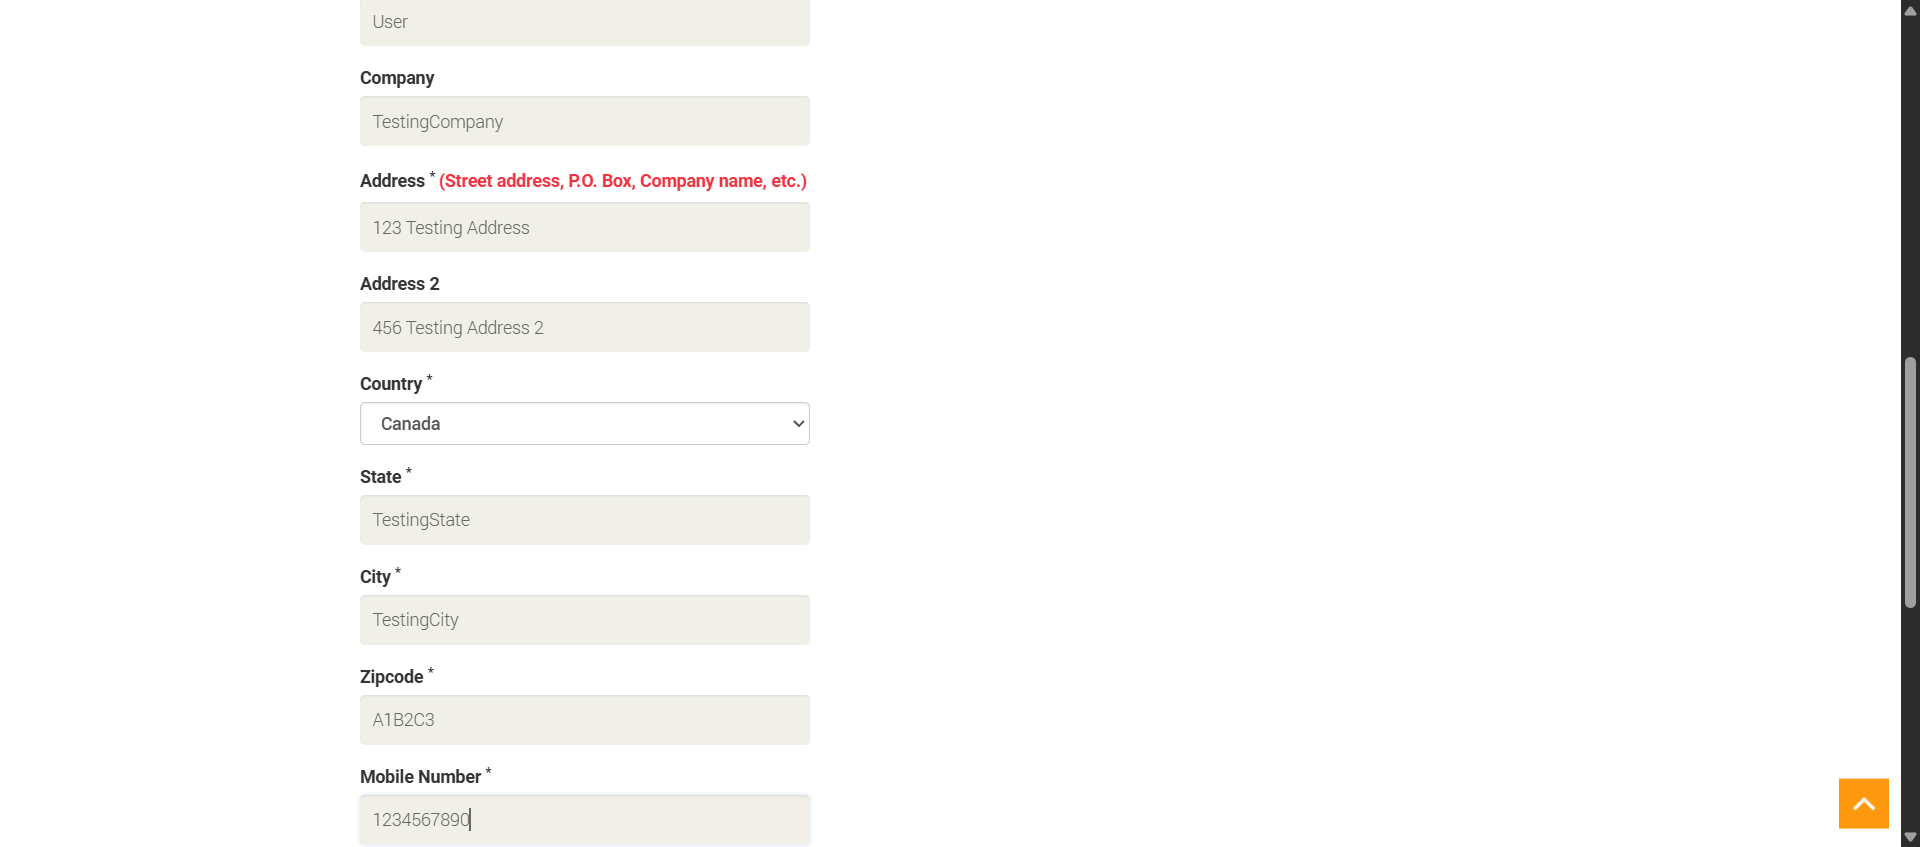 User
Company
TestingCompany
Address * (Street address, P.O. Box, Company name, etc.)
123 Testing Address
Address 2
456 Testing Address 2
Country *
Canada
State *
TestingState
City *
TestingCity
Zipcode *
A1B2C3
Mobile Number *
1234567890